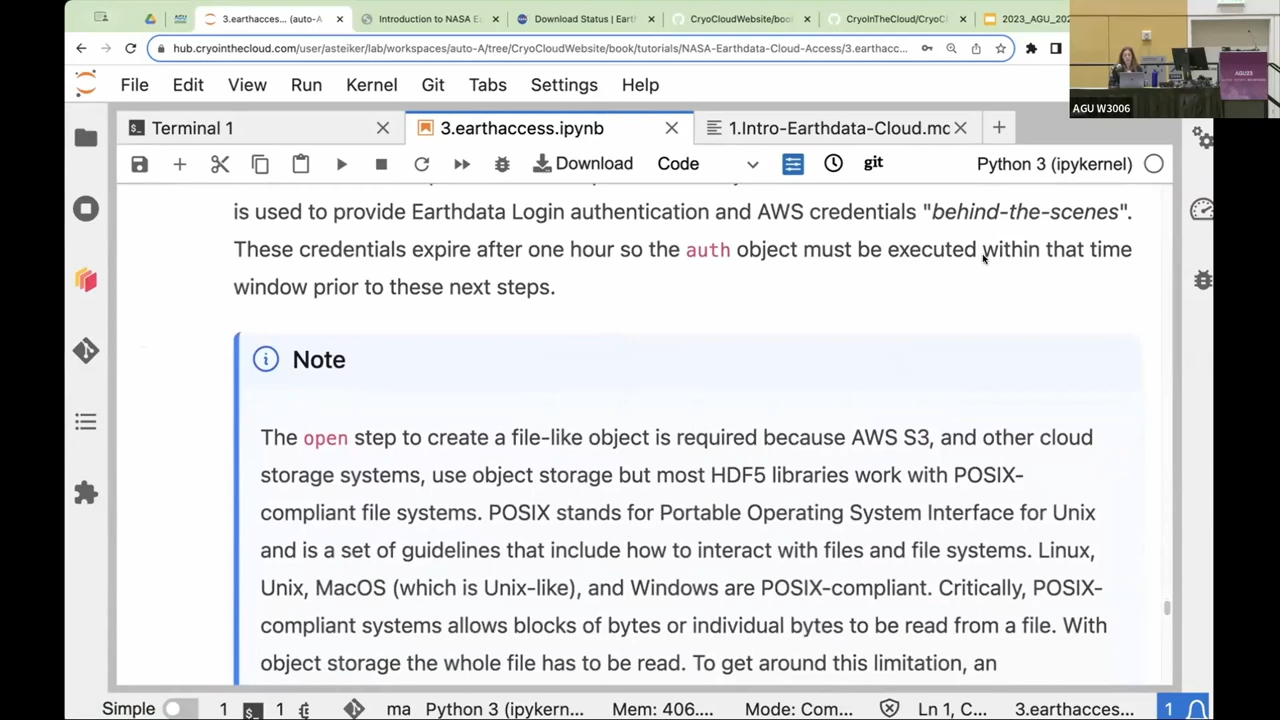 3.earthacces... (auto-A
Introduction to NASA E
Download Status | Earth
CryoCloudWebsite/boo
CryoInTheCloud/CryoC
2023_AGU_202
hub.cryointhecloud.com/user/asteiker/lab/workspaces/auto-A/tree/CryoCloudWebsite/book/tutorials/NASA-Earthdata-Cloud-Access/3.earthacc...
AGU23
AGU W3006
File Edit View Run Kernel Git Tabs Settings Help
Terminal 1
3.earthaccess.ipynb
1.Intro-Earthdata-Cloud.mc
Download
Code
git
Python 3 (ipykernel)
is used to provide Earthdata Login authentication and AWS credentials "behind-the-scenes".
These credentials expire after one hour so the auth object must be executed within that time
window prior to these next steps.
Note
The open step to create a file-like object is required because AWS S3, and other cloud
storage systems, use object storage but most HDF5 libraries work with POSIX-
compliant file systems. POSIX stands for Portable Operating System Interface for Unix
and is a set of guidelines that include how to interact with files and file systems. Linux,
Unix, MacOS (which is Unix-like), and Windows are POSIX-compliant. Critically, POSIX-
compliant systems allows blocks of bytes or individual bytes to be read from a file. With
object storage the whole file has to be read. To get around this limitation, an
Simple 1 1 ma Python 3 (ipykern... Mem: 406.... Mode: Com... Ln 1, C... 3.earthacces... 1